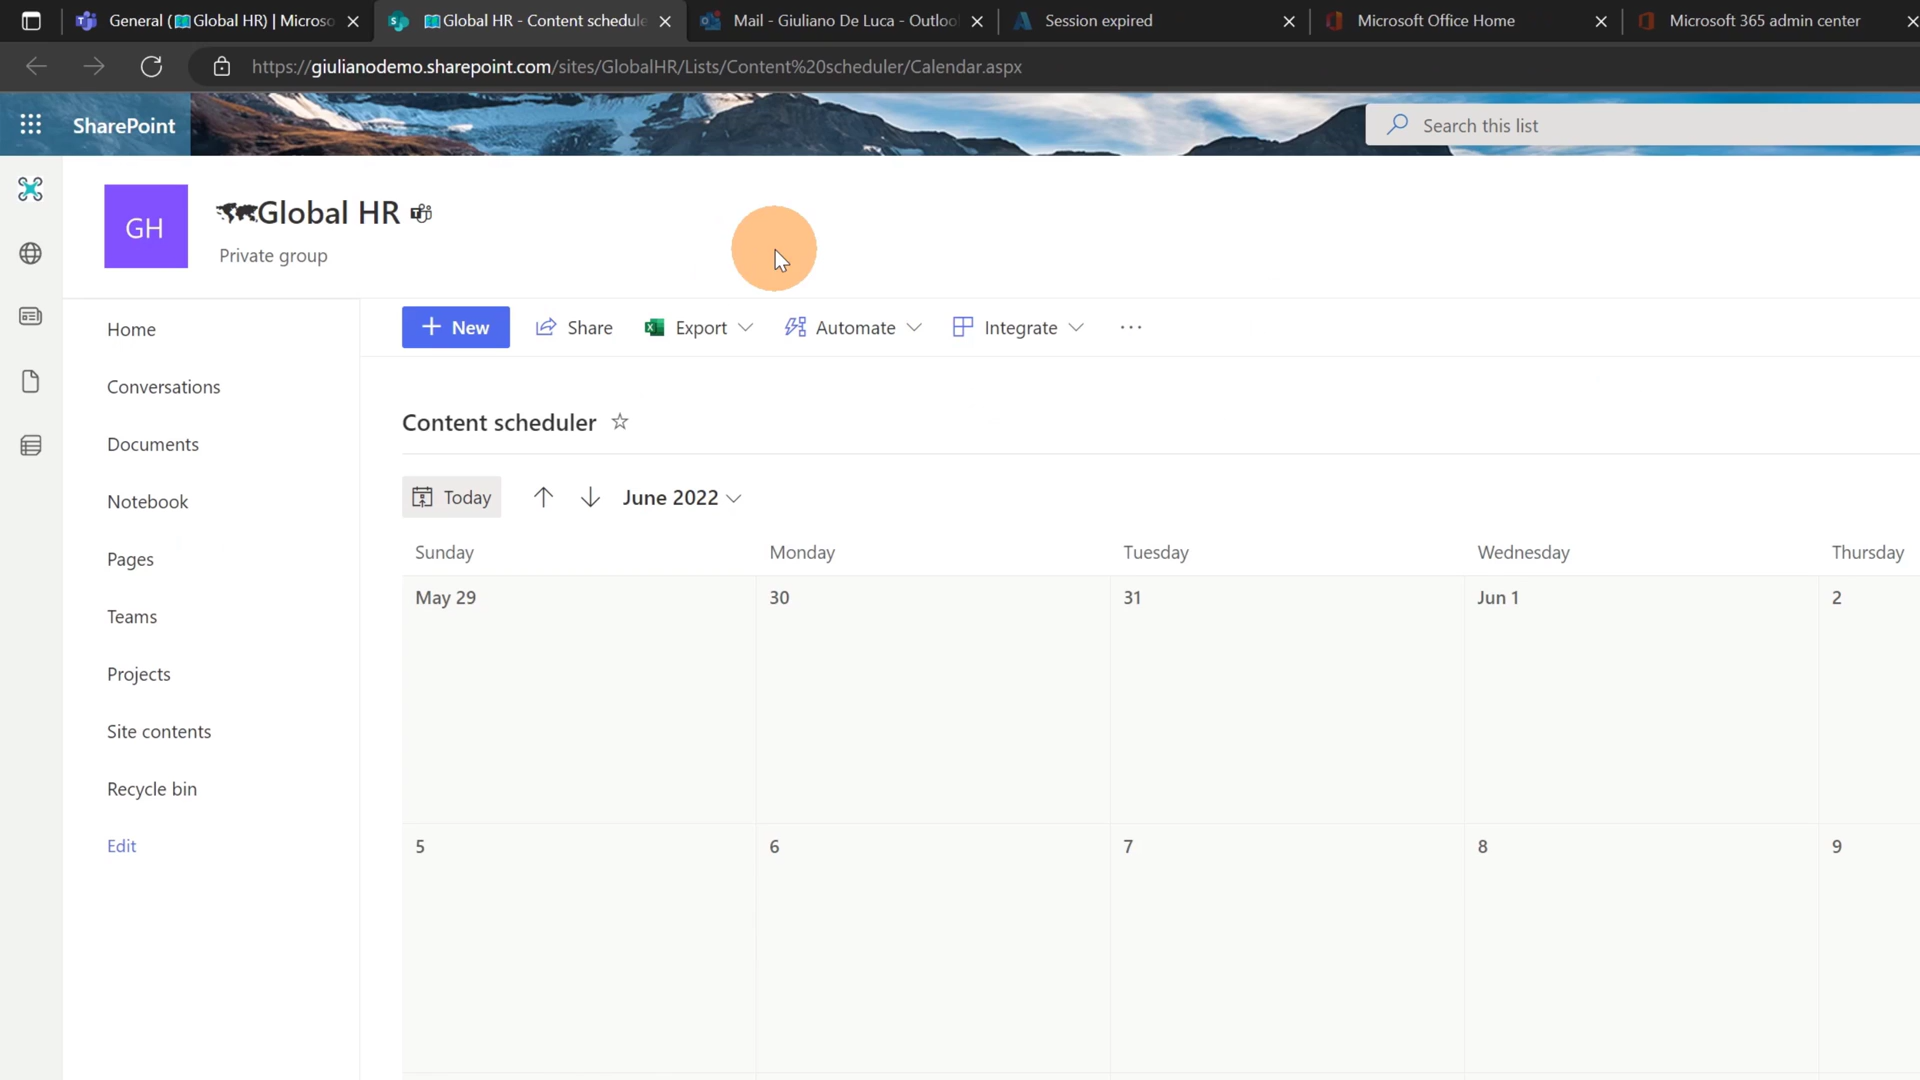 General (Global HR) | Microso
Global HR - Content schedule
Mail - Giuliano De Luca - Outloo
Session expired
Microsoft Office Home
Microsoft 365 admin center
https://giulianodemo.sharepoint.com/sites/GlobalHR/Lists/Content%20scheduler/Calendar.aspx
SharePoint
Search this list
GH
Global HR
Private group
Home
Conversations
Documents
Notebook
Pages
Teams
Projects
Site contents
Recycle bin
Edit
New
Share
Export
Automate
Integrate
Content scheduler
Today
June 2022
Sunday Monday Tuesday Wednesday Thursday
May 29 30 31 Jun 1 2
5 6 7 8 9